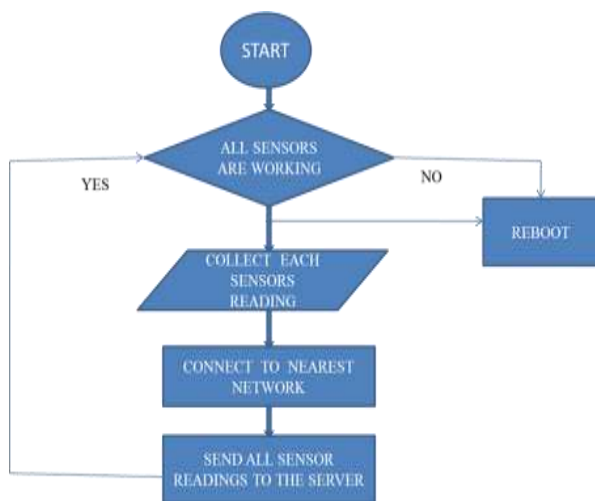 START
ALL SENSORS
ARE WORKING
YES
NO
REBOOT
COLLECT EACH
SENSORS
READING
CONNECT TO NEAREST
NETWORK
SEND ALL SENSOR
READINGS TO THE SERVER